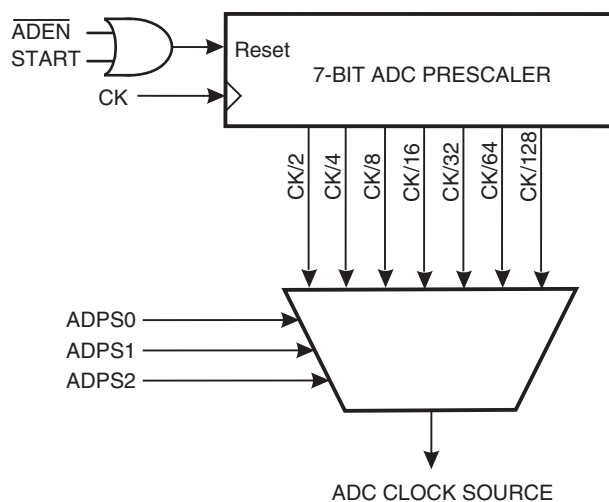 ADEN
START
Reset
7-BIT ADC PRESCALER
CK
CK/2
CK/4
CK/8
CK/16
CK/32
CK/64
CK/128
ADPS0
ADPS1
ADPS2
ADC CLOCK SOURCE